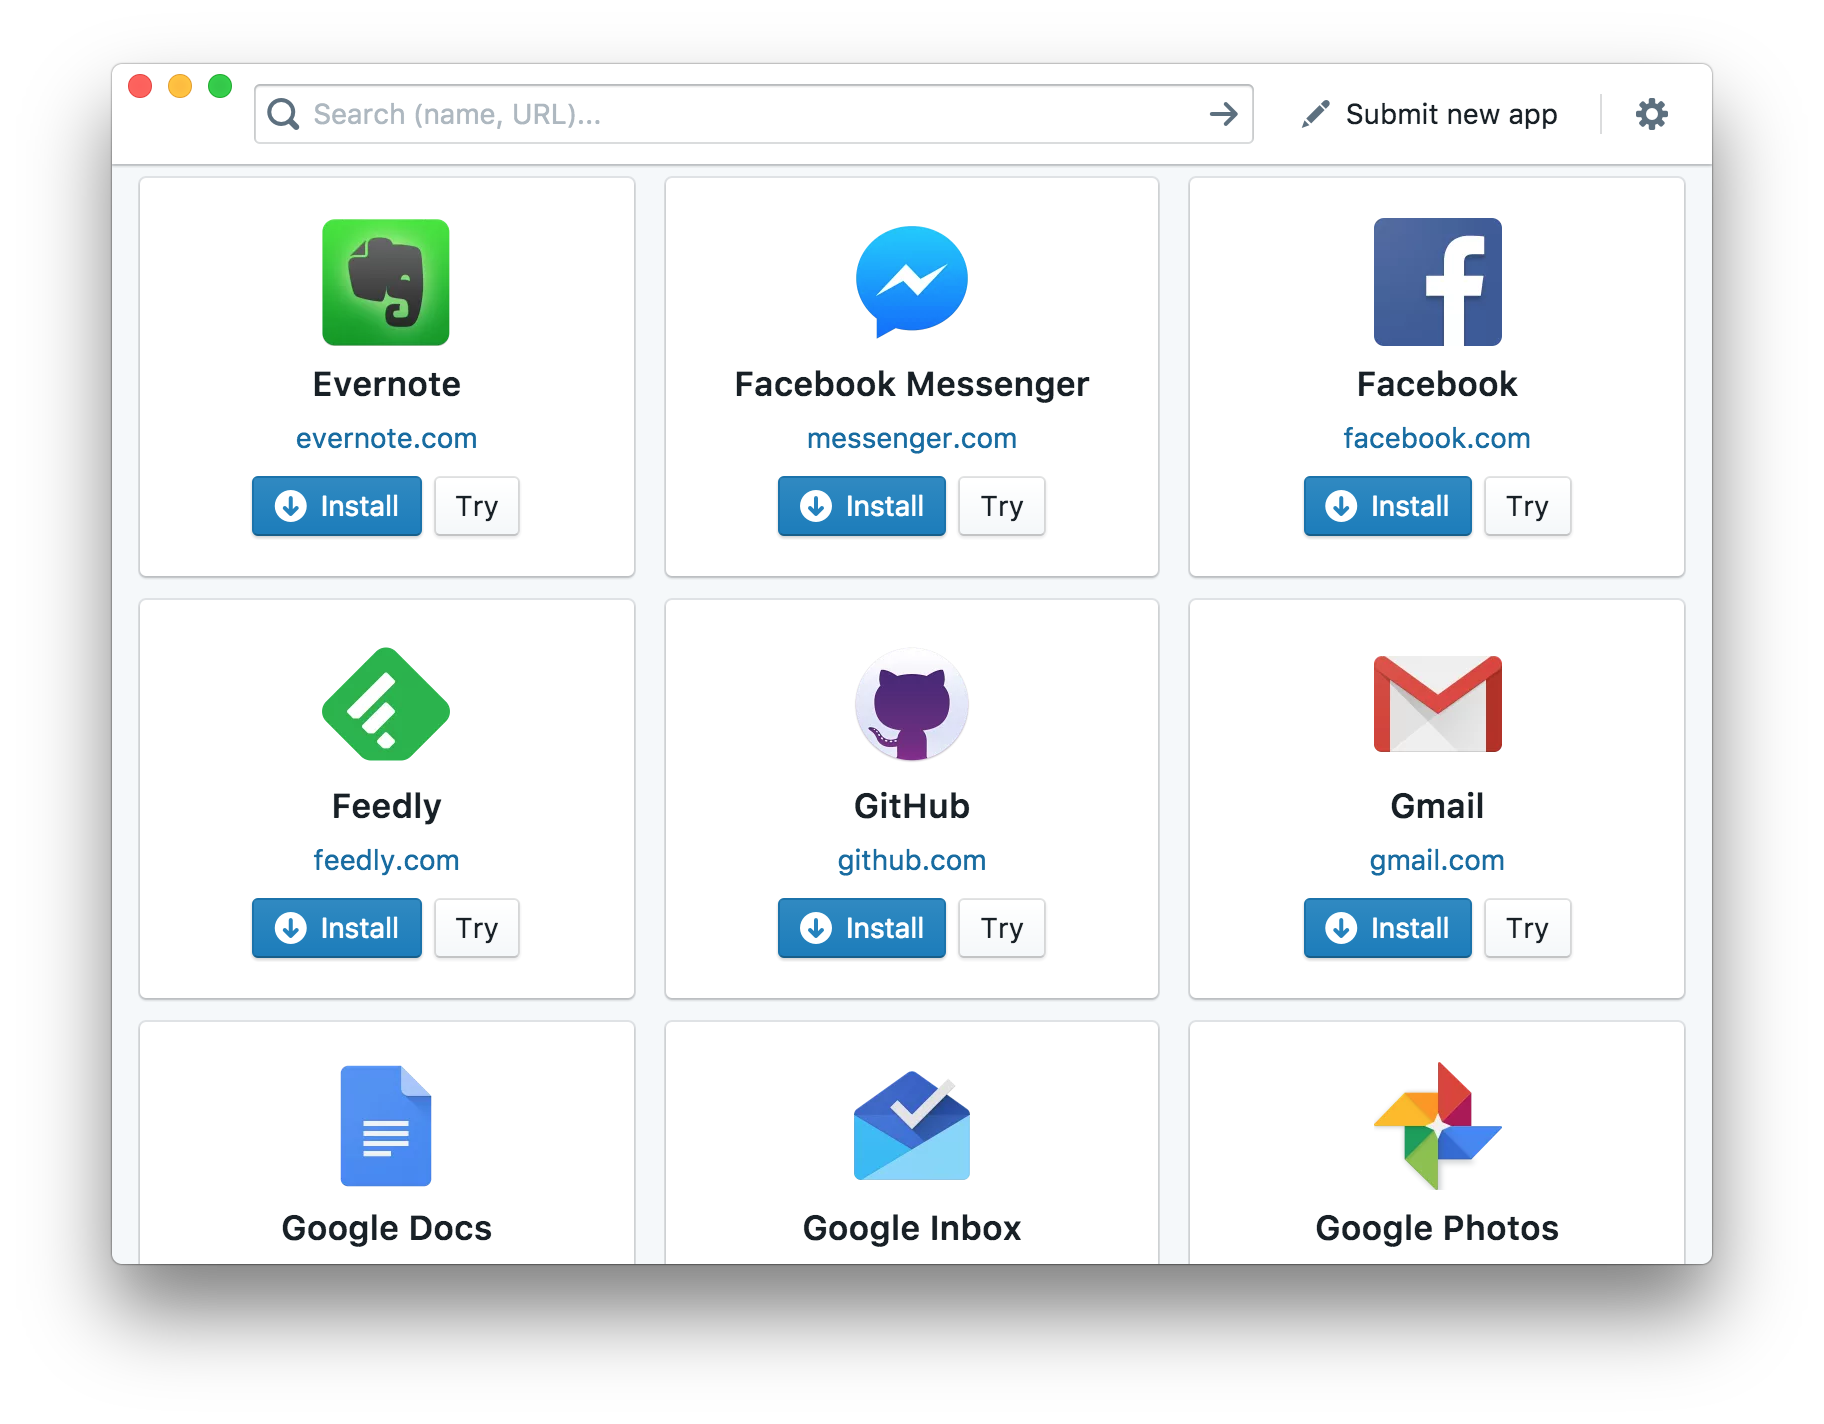 Search (name, URL)...
Submit new app
Evernote
evernote.com
Install
Try
Facebook Messenger
messenger.com
Install
Try
Facebook
facebook.com
Install
Try
Feedly
feedly.com
Install
Try
GitHub
github.com
Install
Try
Gmail
gmail.com
Install
Try
Google Docs
Google Inbox
Google Photos